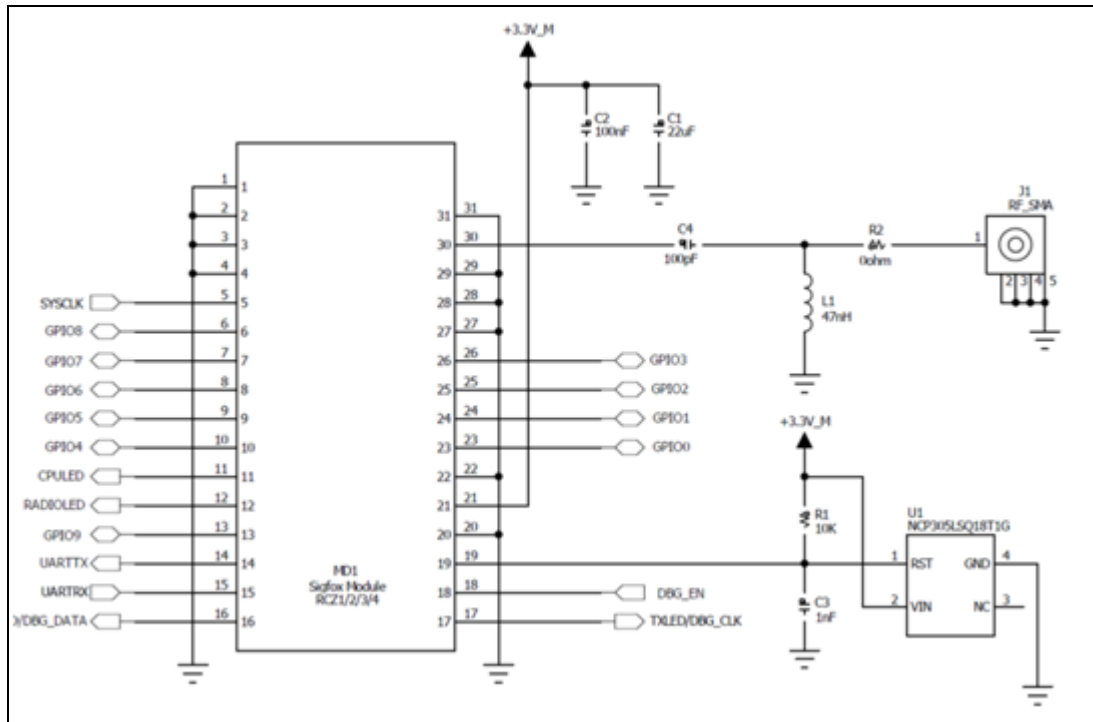 +3.3V_M
C2
100nF
C1
22uF
1 1
2 2
3 3
4 4
SYSCLK 5 5
GPIO8 6 6
GPIO7 7 7
GPIO6 8 8
GPIO5 9 9
GPIO4 10 10
CPULED 11 11
RADIOLED 12 12
GPIO9 13 13
UARTTX 14 14
UARTRX 15 15
D/DBG_DATA 16 16
MD1
Sigfox Module
RCZ1/2/3/4
31 31
30 30
29 29
28 28
27 27
26 26 GPIO3
25 25 GPIO2
24 24 GPIO1
23 23 GPIO0
22 22
21 21
20 20
19 19
18 18 DBG_EN
17 17 TXLED/DBG_CLK
C4
100pF
R2
0ohm
L1
47nH
J1
RF_SMA
1
2 3 4 5
+3.3V_M
R1
10K
C3
1nF
U1
NCP305LSQ18T1G
1 RST GND 4
2 VIN NC 3